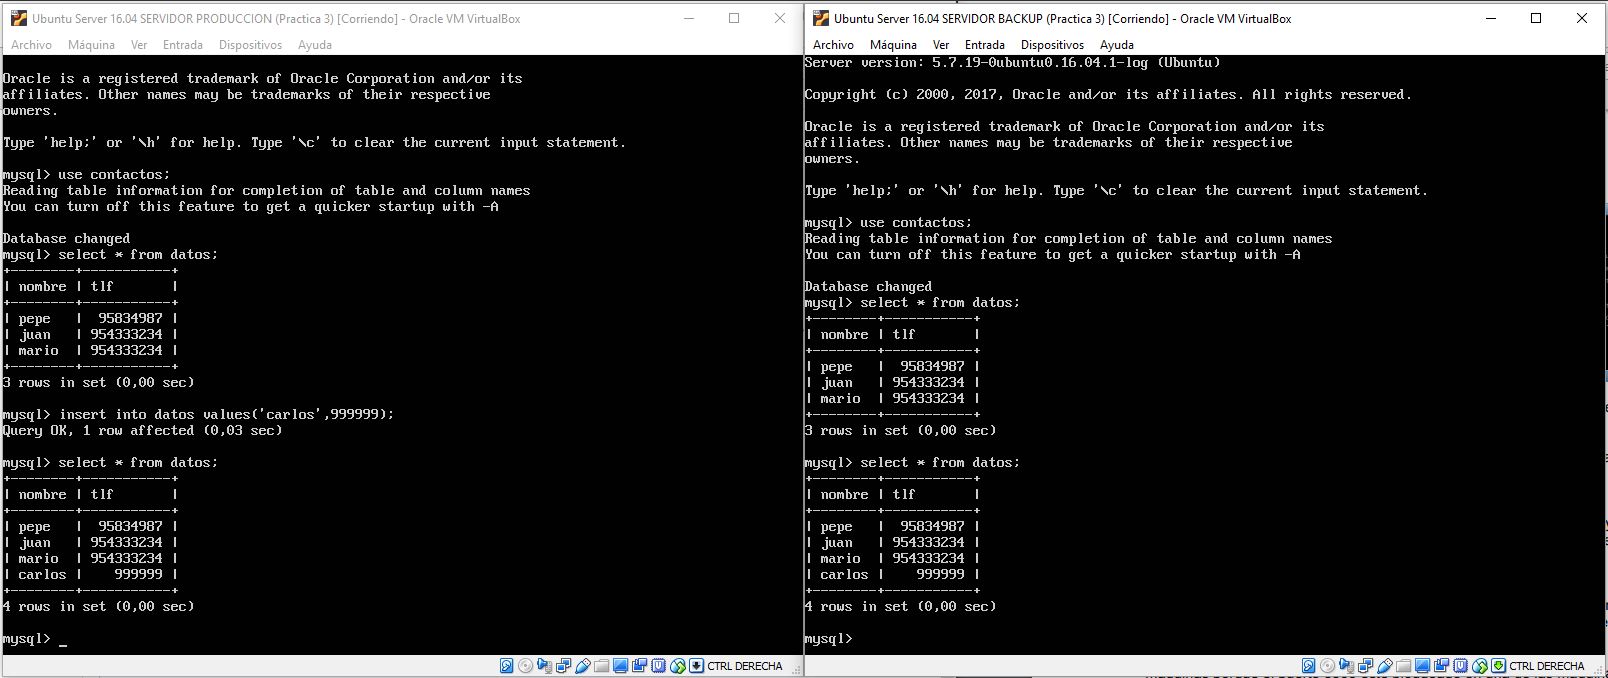 Ubuntu Server 16.04 SERVIDOR PRODUCCION (Practica 3) [Corriendo] - Oracle VM VirtualBox
Archivo Máquina Ver Entrada Dispositivos Ayuda
Oracle is a registered trademark of Oracle Corporation and/or its
affiliates. Other names may be trademarks of their respective
owners.
Type 'help;' or '\h' for help. Type '\c' to clear the current input statement.
mysql> use contactos;
Reading table information for completion of table and column names
You can turn off this feature to get a quicker startup with -A
Database changed
mysql> select * from datos;
+--------+-----------+
| nombre | tlf       |
+--------+-----------+
| pepe   |  95834987 |
| juan   | 954333234 |
| mario  | 954333234 |
+--------+-----------+
3 rows in set (0,00 sec)
mysql> insert into datos values('carlos',999999);
Query OK, 1 row affected (0,03 sec)
mysql> select * from datos;
+--------+-----------+
| nombre | tlf       |
+--------+-----------+
| pepe   |  95834987 |
| juan   | 954333234 |
| mario  | 954333234 |
| carlos |    999999 |
+--------+-----------+
4 rows in set (0,00 sec)
mysql> _
CTRL DERECHA
Ubuntu Server 16.04 SERVIDOR BACKUP (Practica 3) [Corriendo] - Oracle VM VirtualBox
Archivo Máquina Ver Entrada Dispositivos Ayuda
Server version: 5.7.19-0ubuntu0.16.04.1-log (Ubuntu)
Copyright (c) 2000, 2017, Oracle and/or its affiliates. All rights reserved.
Oracle is a registered trademark of Oracle Corporation and/or its
affiliates. Other names may be trademarks of their respective
owners.
Type 'help;' or '\h' for help. Type '\c' to clear the current input statement.
mysql> use contactos;
Reading table information for completion of table and column names
You can turn off this feature to get a quicker startup with -A
Database changed
mysql> select * from datos;
+--------+-----------+
| nombre | tlf       |
+--------+-----------+
| pepe   |  95834987 |
| juan   | 954333234 |
| mario  | 954333234 |
+--------+-----------+
3 rows in set (0,00 sec)
mysql> select * from datos;
+--------+-----------+
| nombre | tlf       |
+--------+-----------+
| pepe   |  95834987 |
| juan   | 954333234 |
| mario  | 954333234 |
| carlos |    999999 |
+--------+-----------+
4 rows in set (0,00 sec)
mysql>
CTRL DERECHA